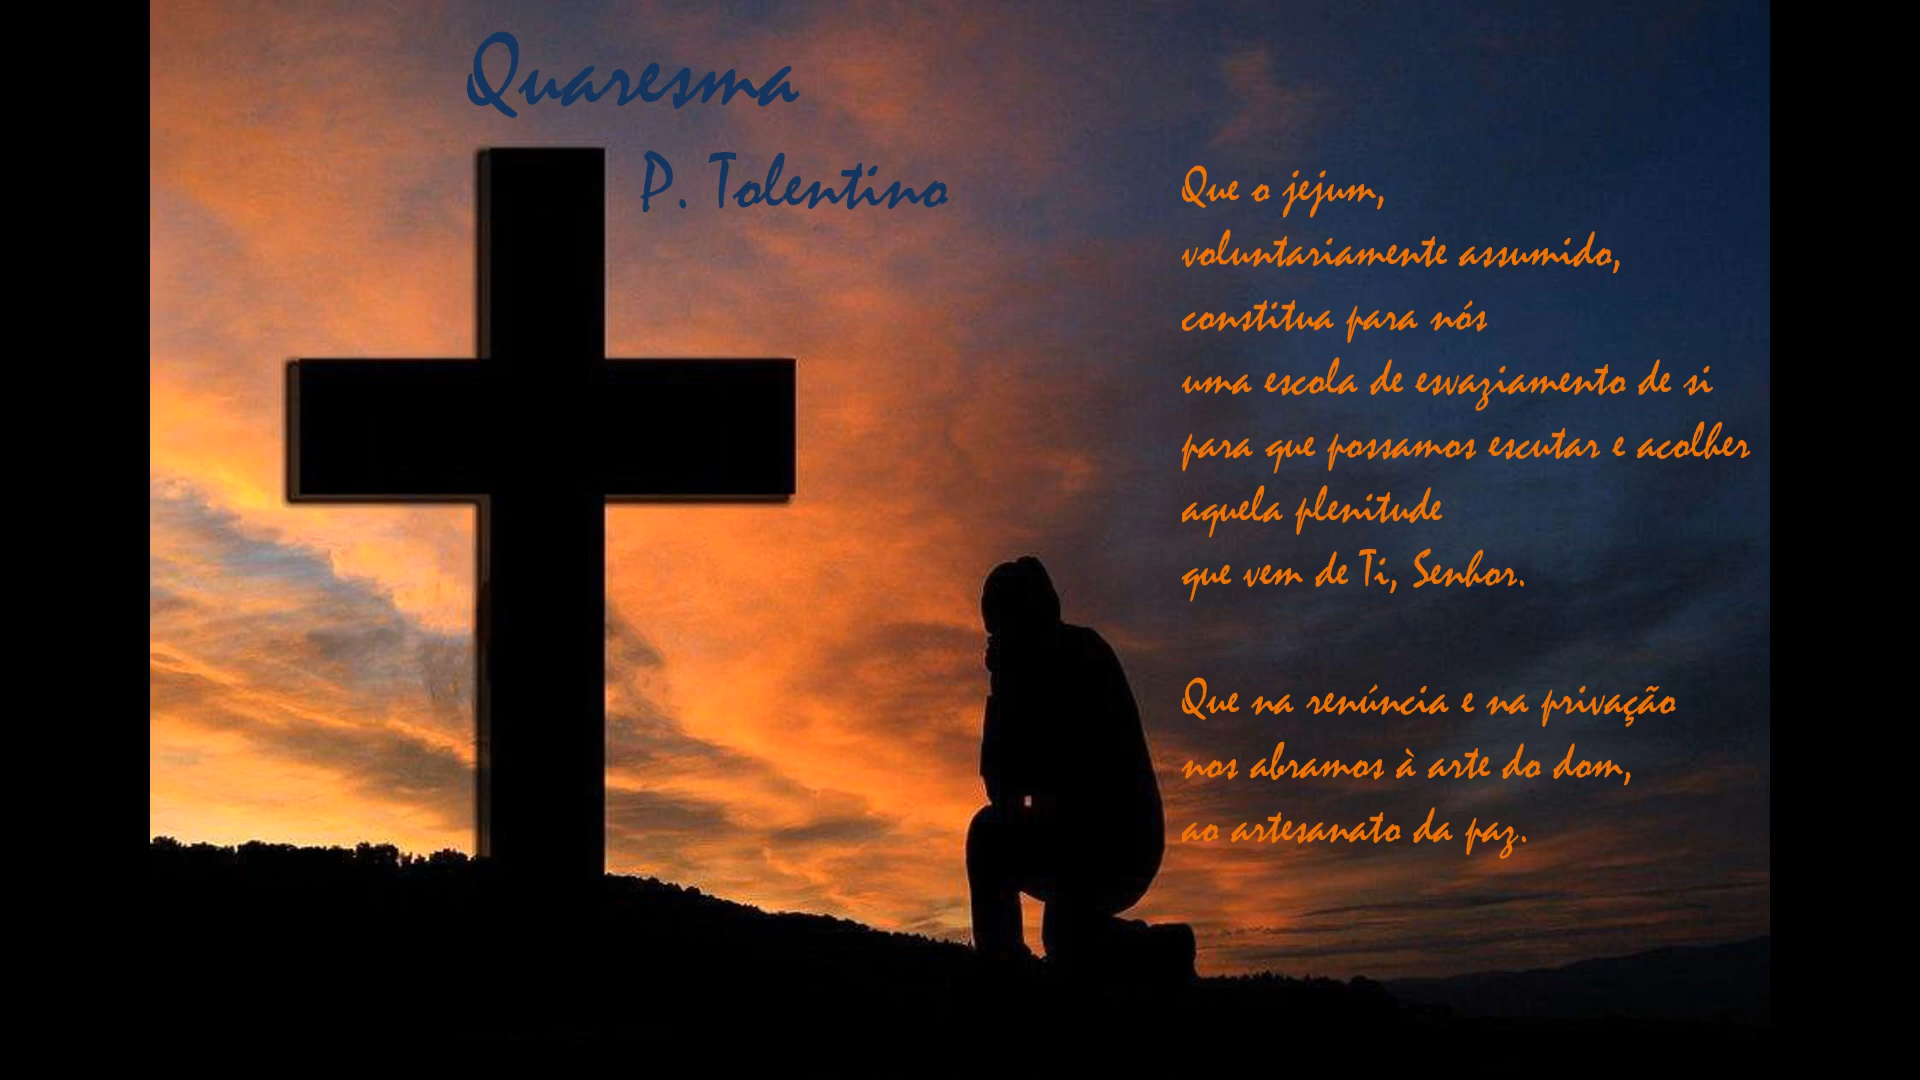 Quaresma
P. Tolentino
Que o jejum,
voluntariamente assumido,
constitua para nós
uma escola de esvaziamento de si
para que possamos escutar e acolher
aquela plenitude
que vem de Ti, Senhor.
Que na renúncia e na privação
nos abramos à arte do dom,
ao artesanato da paz.